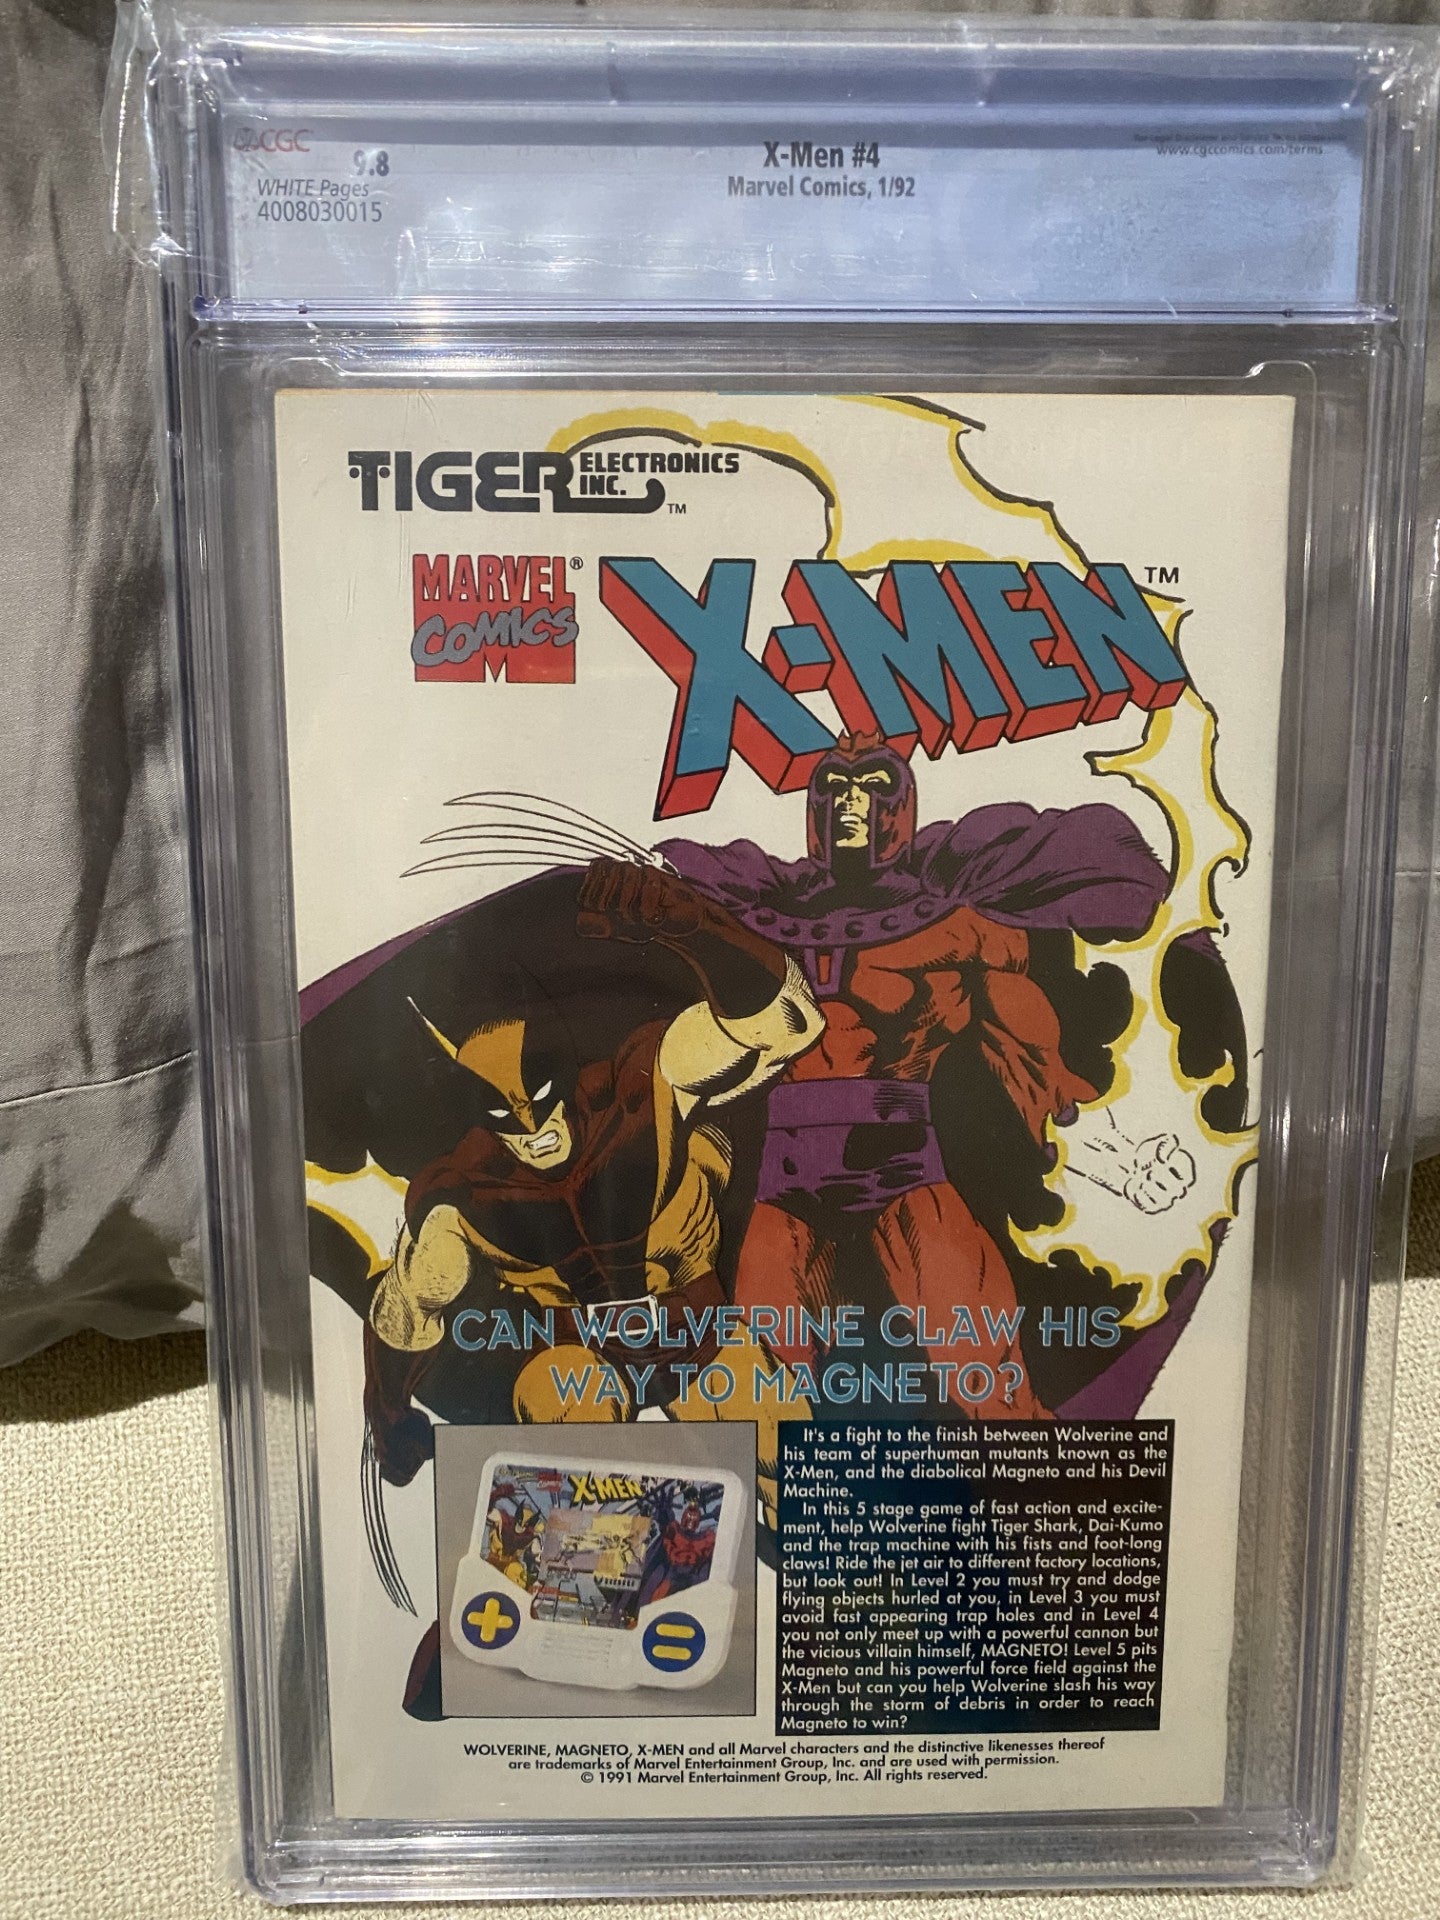 CGC
9.8
WHITE Pages
4008030015
X-Men #4
Marvel Comics, 1/92
www.cgccomics.com/terms
TIGER ELECTRONICS
INC. ™
MARVEL®
COMICS
M
X-MEN™
CAN WOLVERINE CLAW HIS
WAY TO MAGNETO?
X-MEN
It's a fight to the finish between Wolverine and
his team of superhuman mutants known as the
X-Men, and the diabolical Magneto and his Devil
Machine.
In this 5 stage game of fast action and excite-
ment, help Wolverine fight Tiger Shark, Dai-Kumo
and the trap machine with his fists and foot-long
claws! Ride the jet air to different factory locations,
but look out! In Level 2 you must try and dodge
flying objects hurled at you, in Level 3 you must
avoid fast appearing trap holes and in Level 4
you not only meet up with a powerful cannon but
the vicious villain himself, MAGNETO! Level 5 pits
Magneto and his powerful force field against the
X-Men but can you help Wolverine slash his way
through the storm of debris in order to reach
Magneto to win?
WOLVERINE, MAGNETO, X-MEN and all Marvel characters and the distinctive likenesses thereof
are trademarks of Marvel Entertainment Group, Inc. and are used with permission.
© 1991 Marvel Entertainment Group, Inc. All rights reserved.